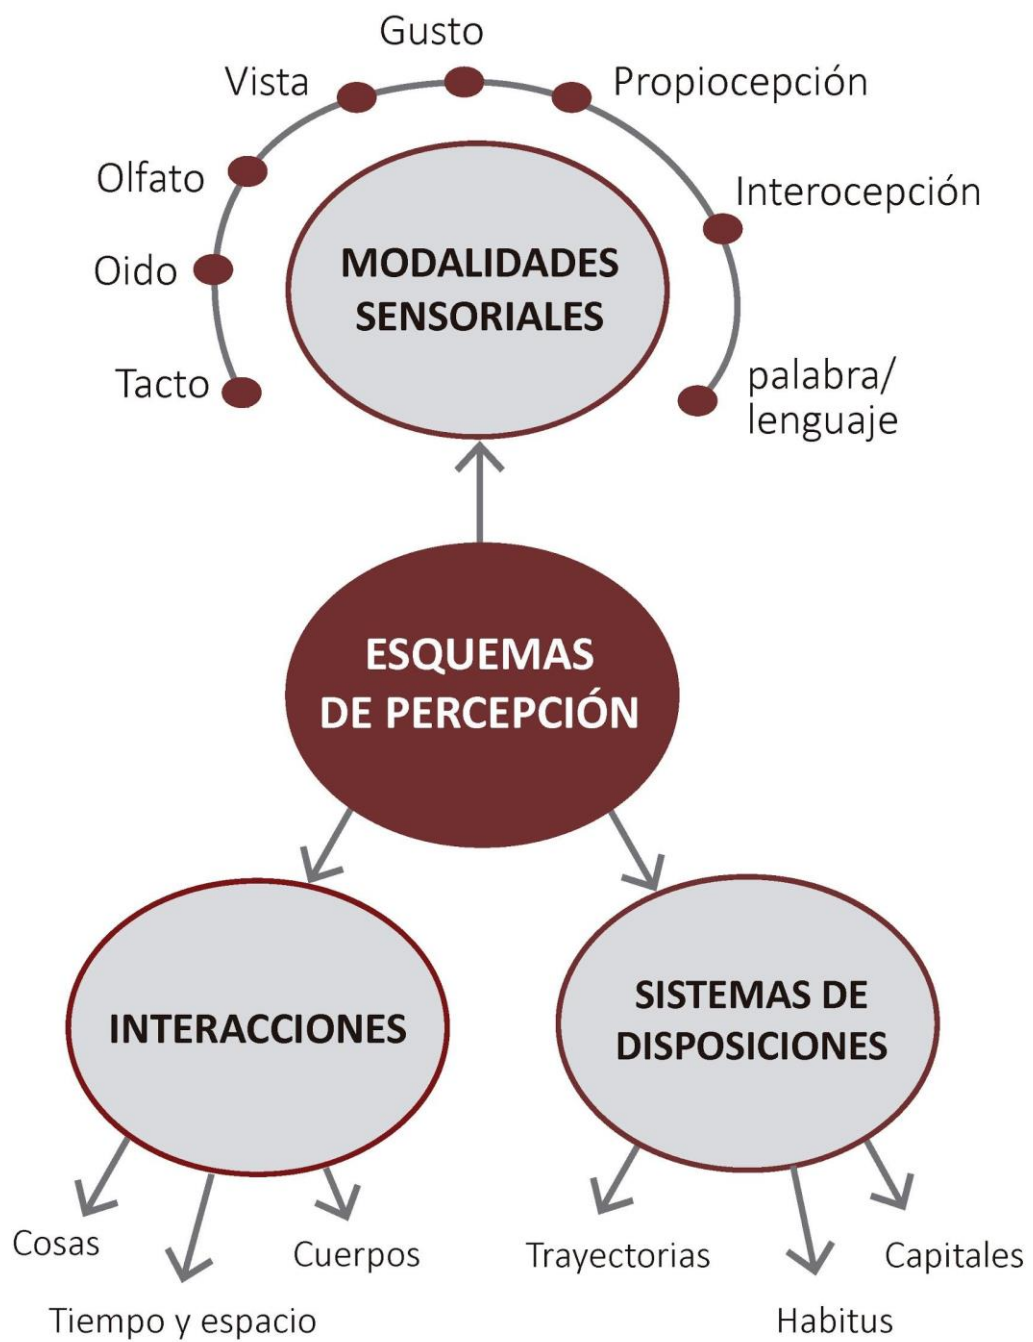 Gusto
Vista
Propiocepción
Olfato
Interocepción
Oido
MODALIDADES
SENSORIALES
Tacto
palabra/
lenguaje
ESQUEMAS
DE PERCEPCIÓN
INTERACCIONES
SISTEMAS DE
DISPOSICIONES
Cosas
Cuerpos
Tiempo y espacio
Trayectorias
Capitales
Habitus